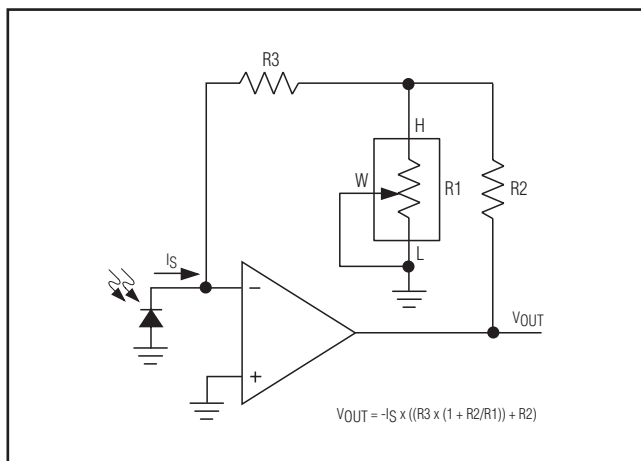 R3
H
W
R1
R2
L
IS
−
+
VOUT
VOUT = -IS x ((R3 x (1 + R2/R1)) + R2)